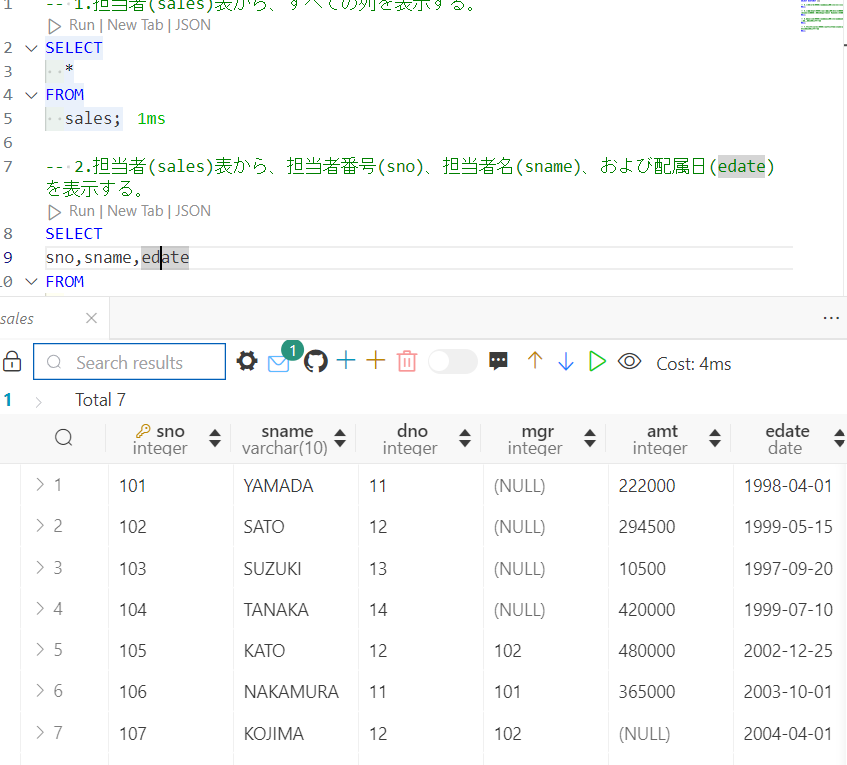 1 -- 1.担当者(sales)表から、すべての列を表示する。
Run | New Tab | JSON
2 SELECT
3 *
4 FROM
5 sales; 1ms
6
7 -- 2.担当者(sales)表から、担当者番号(sno)、担当者名(sname)、および配属日(edate)
を表示する。
Run | New Tab | JSON
8 SELECT
9 sno,sname,edate
10 FROM
sales
Search results 1 Cost: 4ms
1 Total 7
sno sname dno mgr amt edate
integer varchar(10) integer integer integer date
1 101 YAMADA 11 (NULL) 222000 1998-04-01
2 102 SATO 12 (NULL) 294500 1999-05-15
3 103 SUZUKI 13 (NULL) 10500 1997-09-20
4 104 TANAKA 14 (NULL) 420000 1999-07-10
5 105 KATO 12 102 480000 2002-12-25
6 106 NAKAMURA 11 101 365000 2003-10-01
7 107 KOJIMA 12 102 (NULL) 2004-04-01